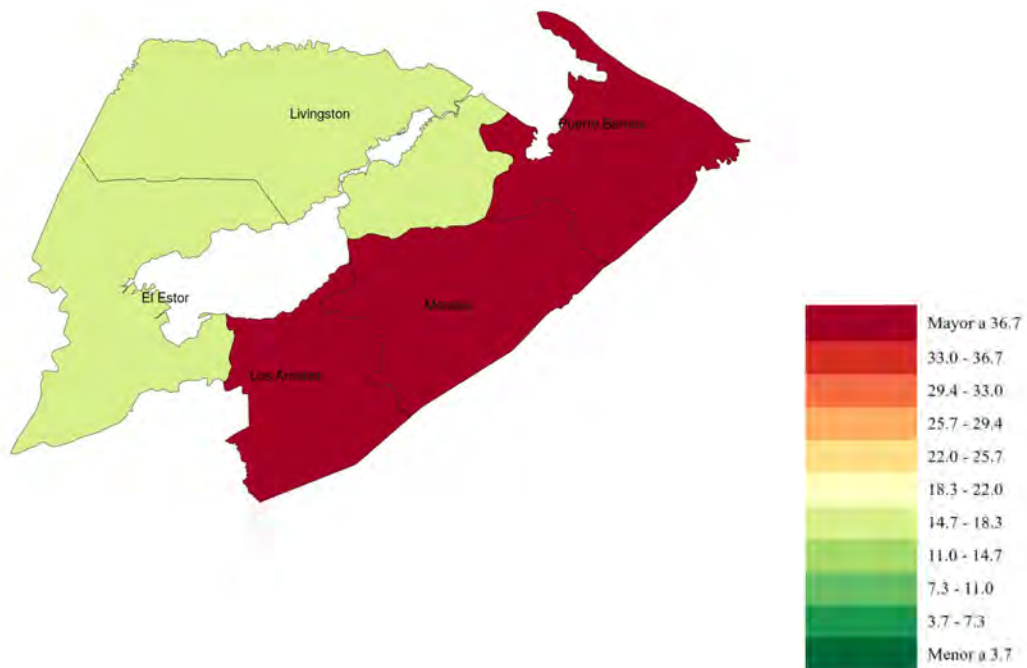 Livingston
Puerto Barrios
El Estor
Morales
Los Amates
Mayor a 36.7
33.0 - 36.7
29.4 - 33.0
25.7 - 29.4
22.0 - 25.7
18.3 - 22.0
14.7 - 18.3
11.0 - 14.7
7.3 - 11.0
3.7 - 7.3
Menor a 3.7